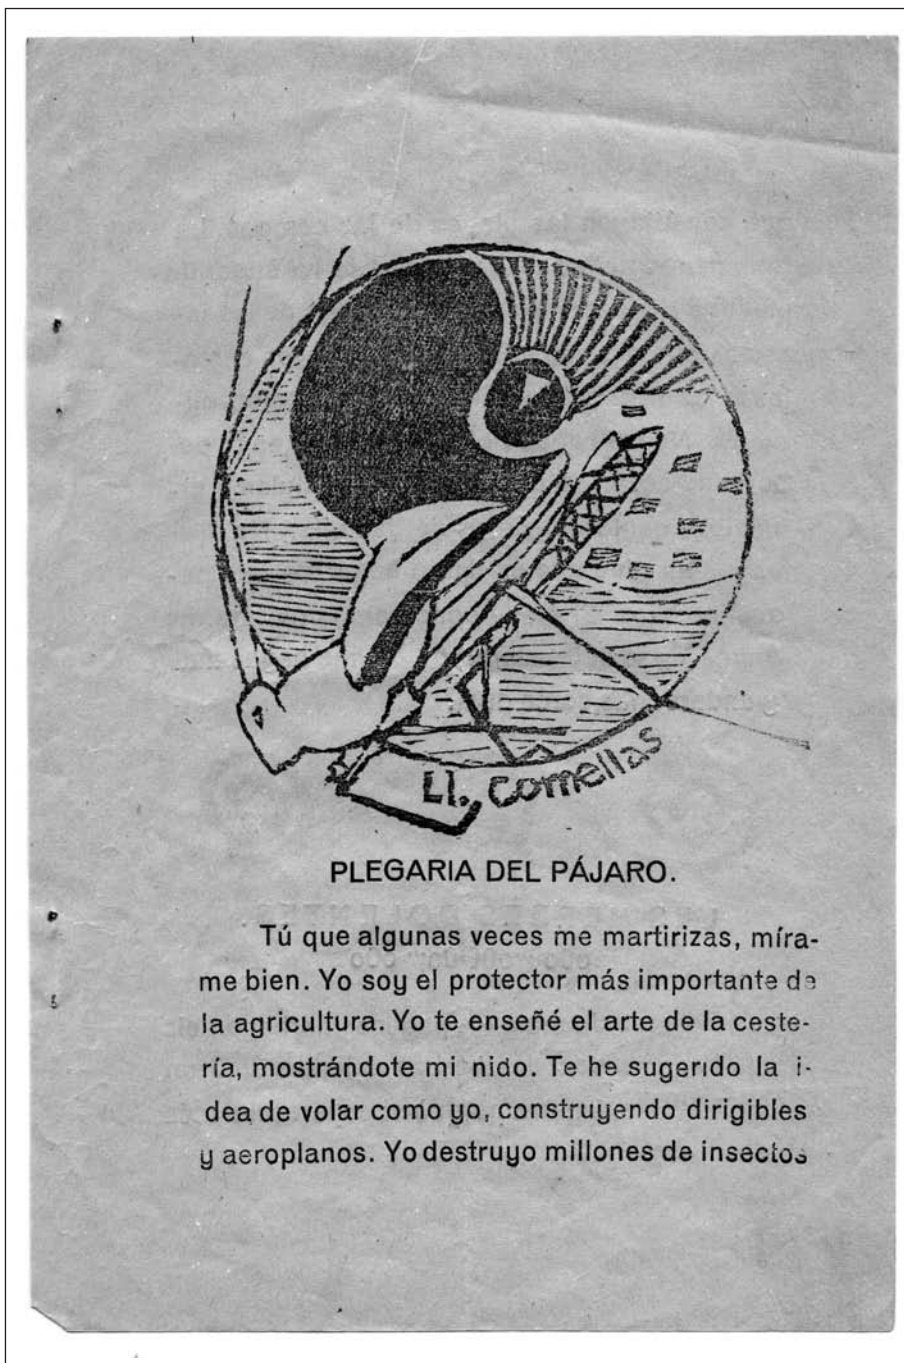 Ll. Comellas
PLEGARIA DEL PÁJARO.
Tú que algunas veces me martirizas, míra-
me bien. Yo soy el protector más importante de
la agricultura. Yo te enseñé el arte de la ceste-
ría, mostrándote mi nido. Te he sugerido la i-
dea de volar como yo, construyendo dirigibles
y aeroplanos. Yo destruyo millones de insectos